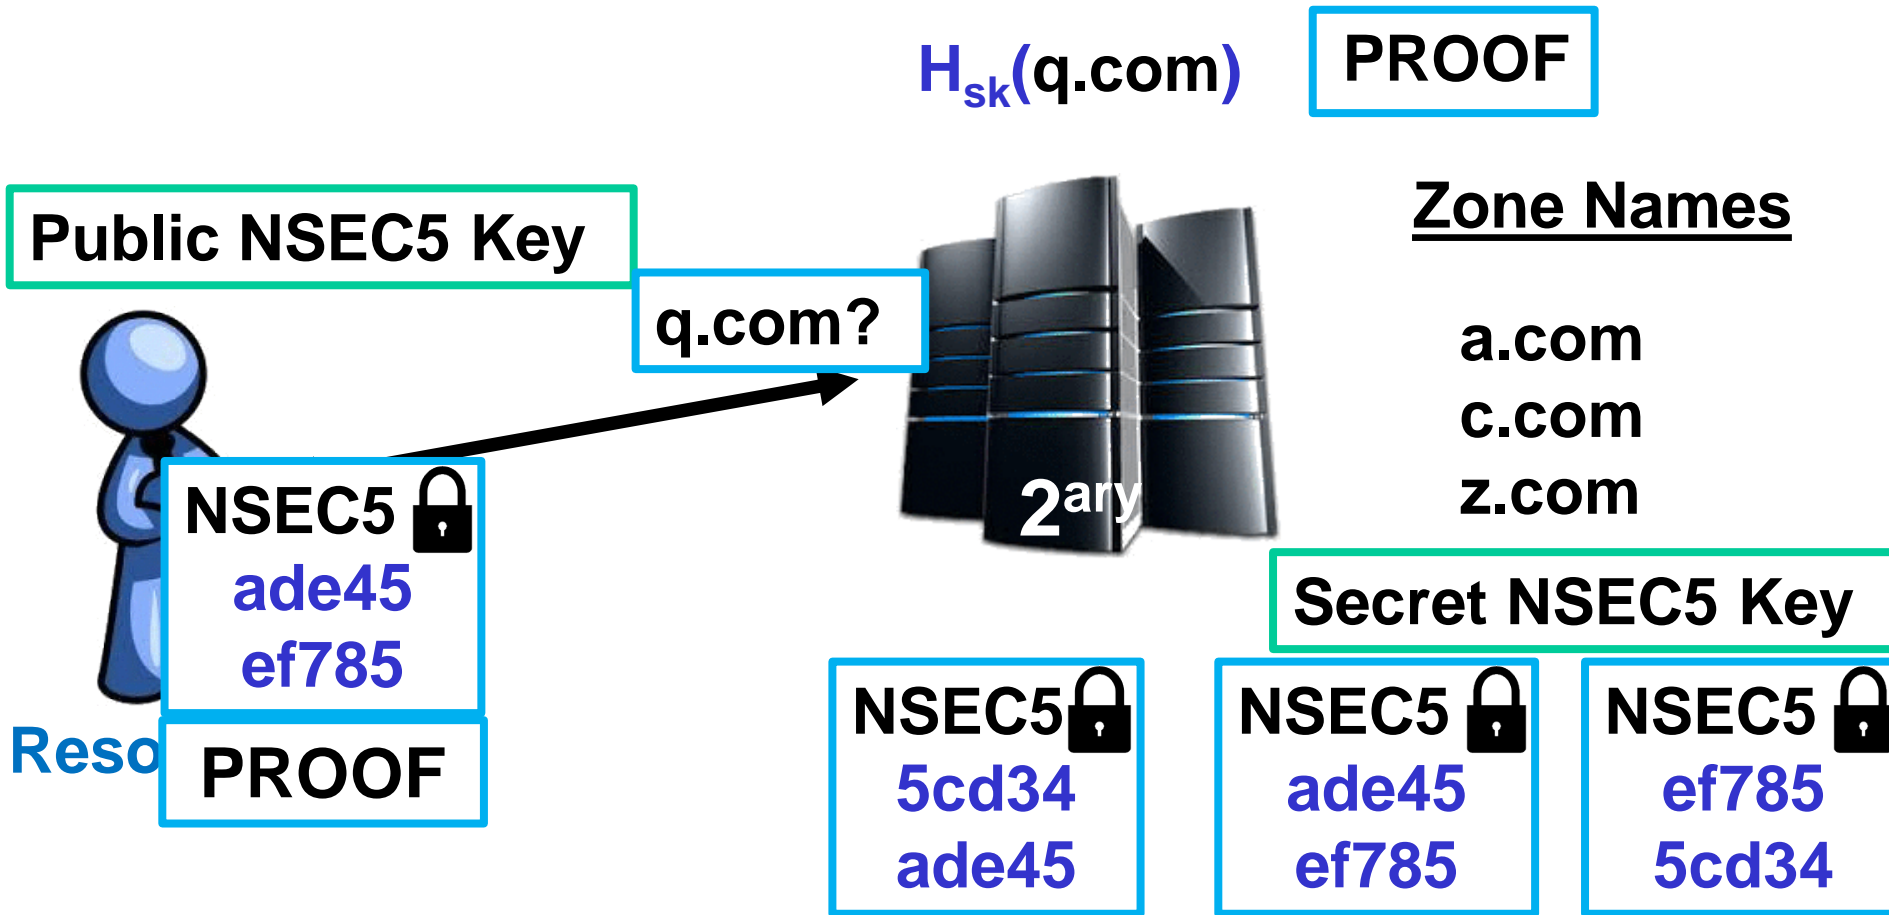 H_sk(q.com)
PROOF
Public NSEC5 Key
Zone Names
q.com?
a.com
c.com
z.com
2ary
NSEC5
ade45
ef785
Secret NSEC5 Key
Reso
PROOF
NSEC5
5cd34
ade45
NSEC5
ade45
ef785
NSEC5
ef785
5cd34